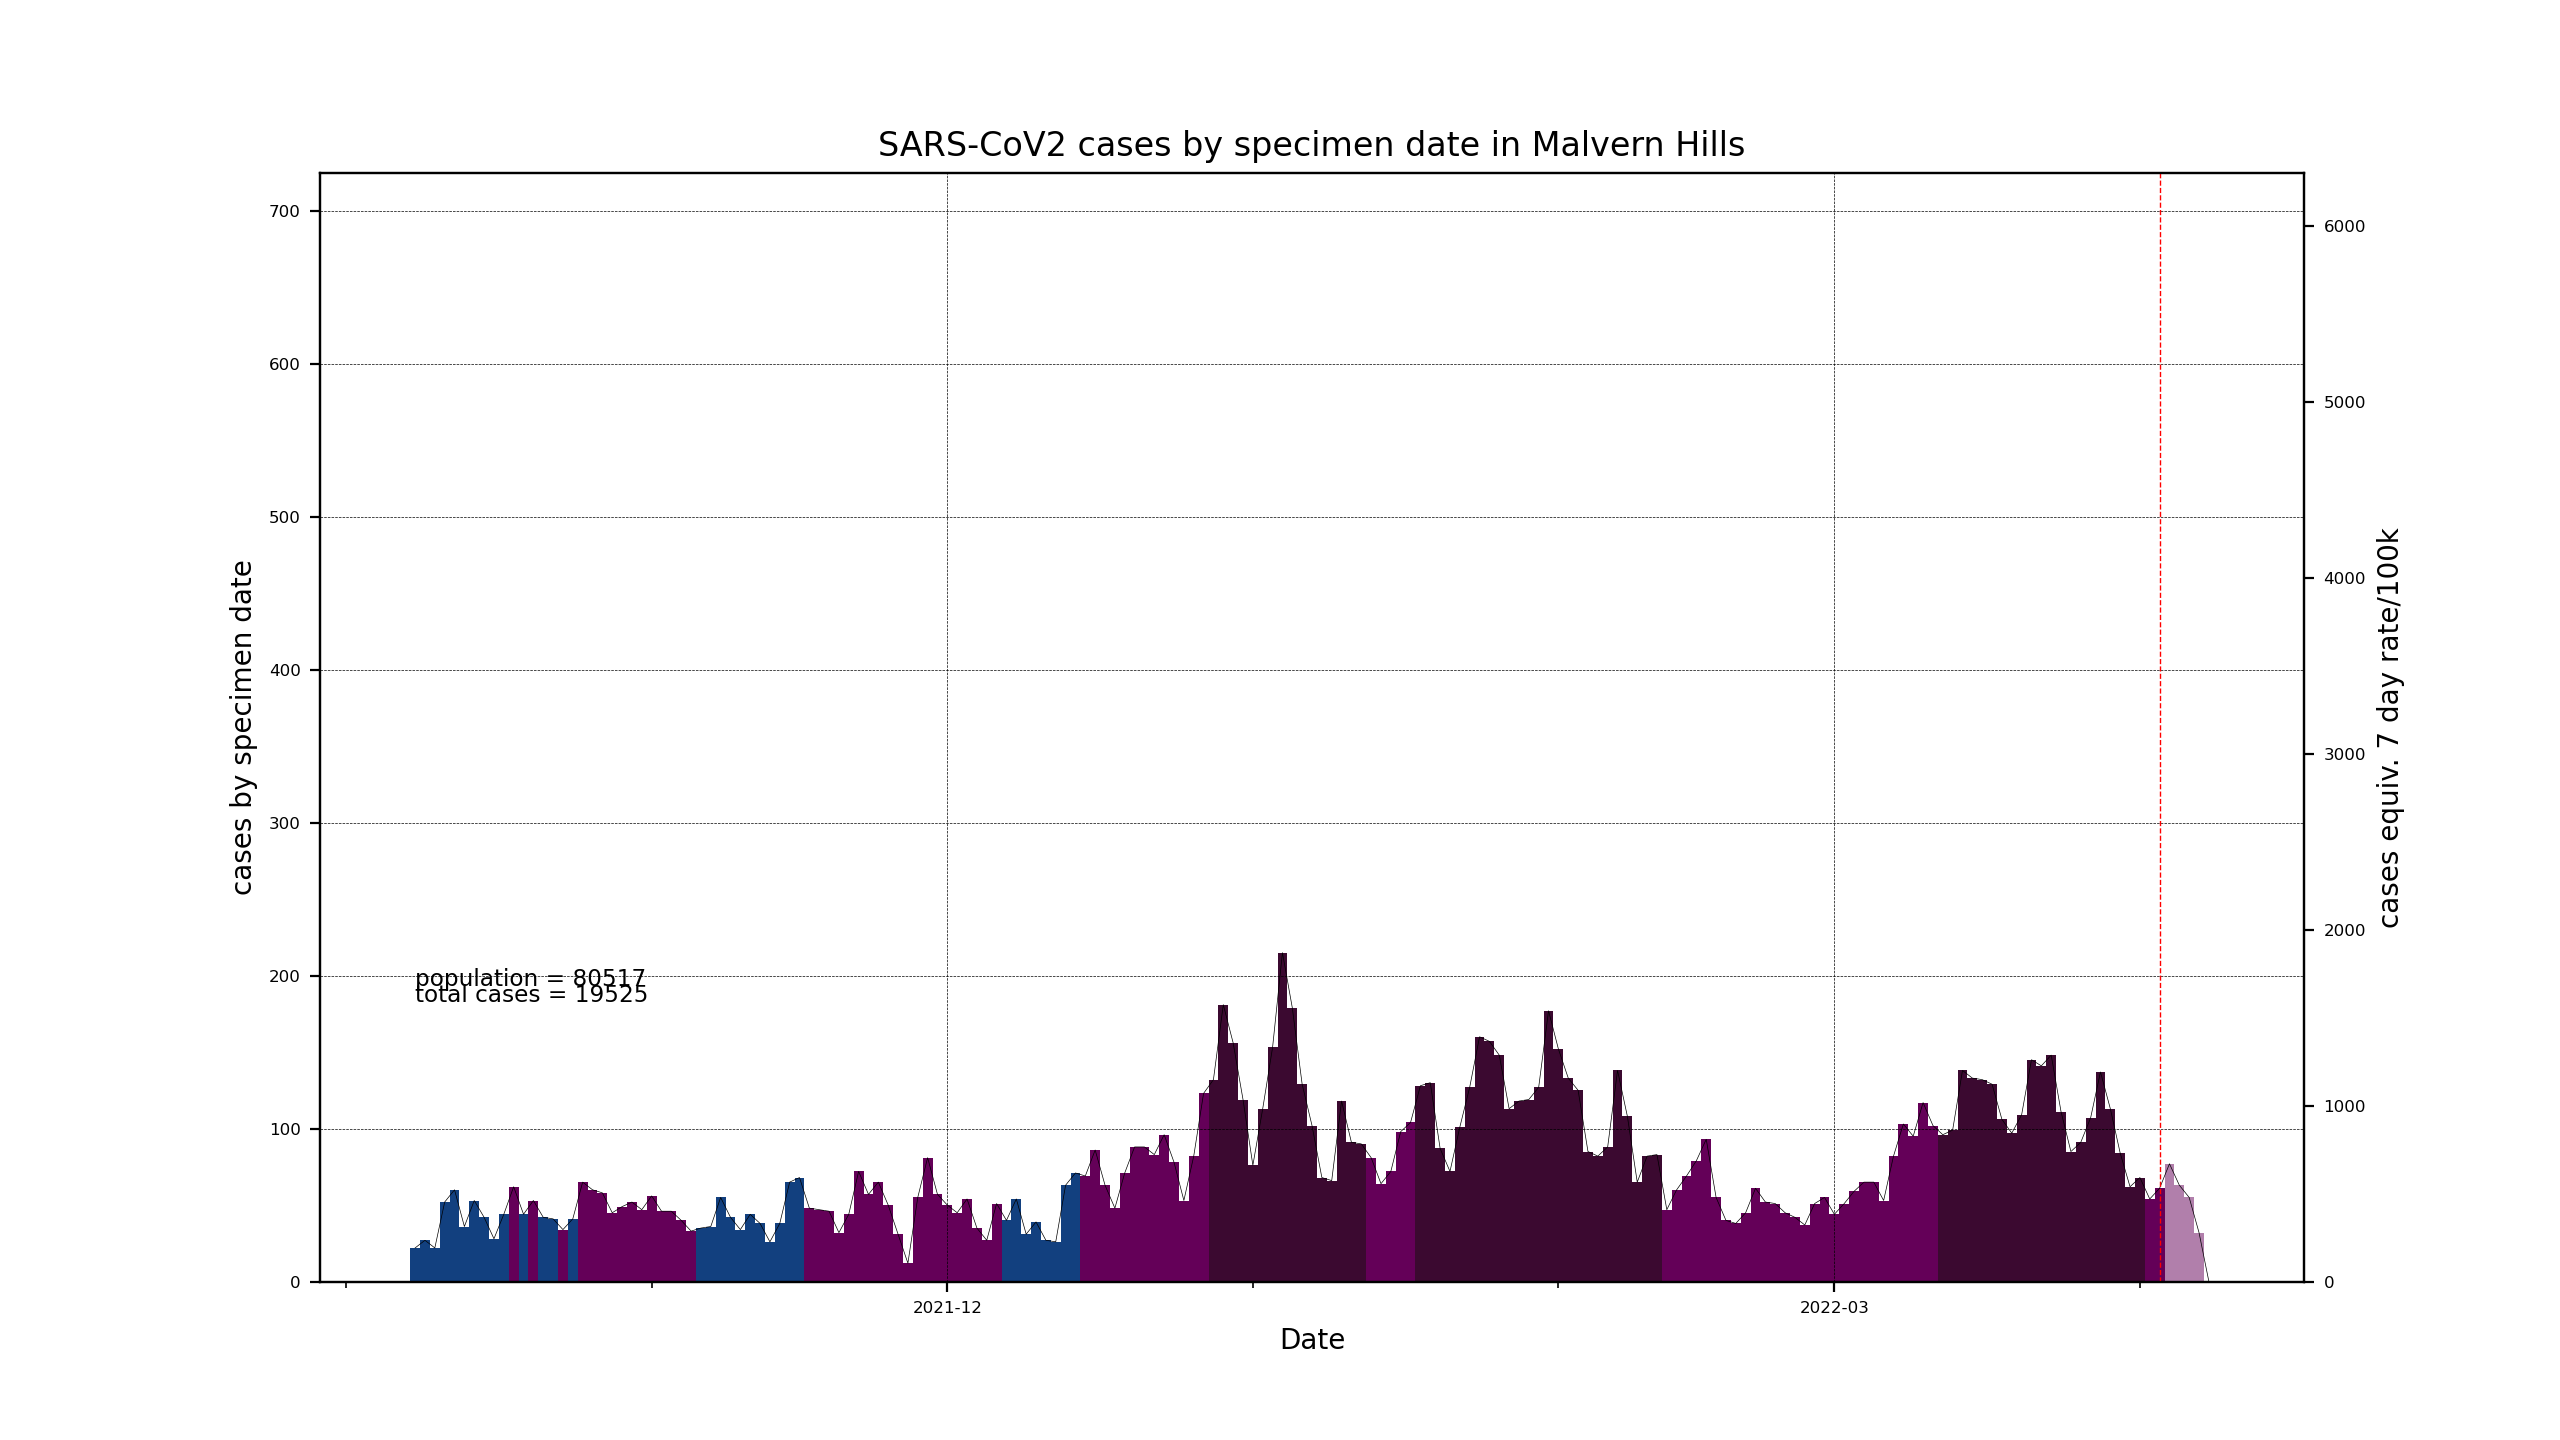 SARS-CoV2 cases by specimen date in Malvern Hills
700
600
500
400
300
200
100
0
cases by specimen date
population = 80517
total cases = 19525
6000
5000
4000
3000
2000
1000
0
cases equiv. 7 day rate/100k
2021-12
2022-03
Date